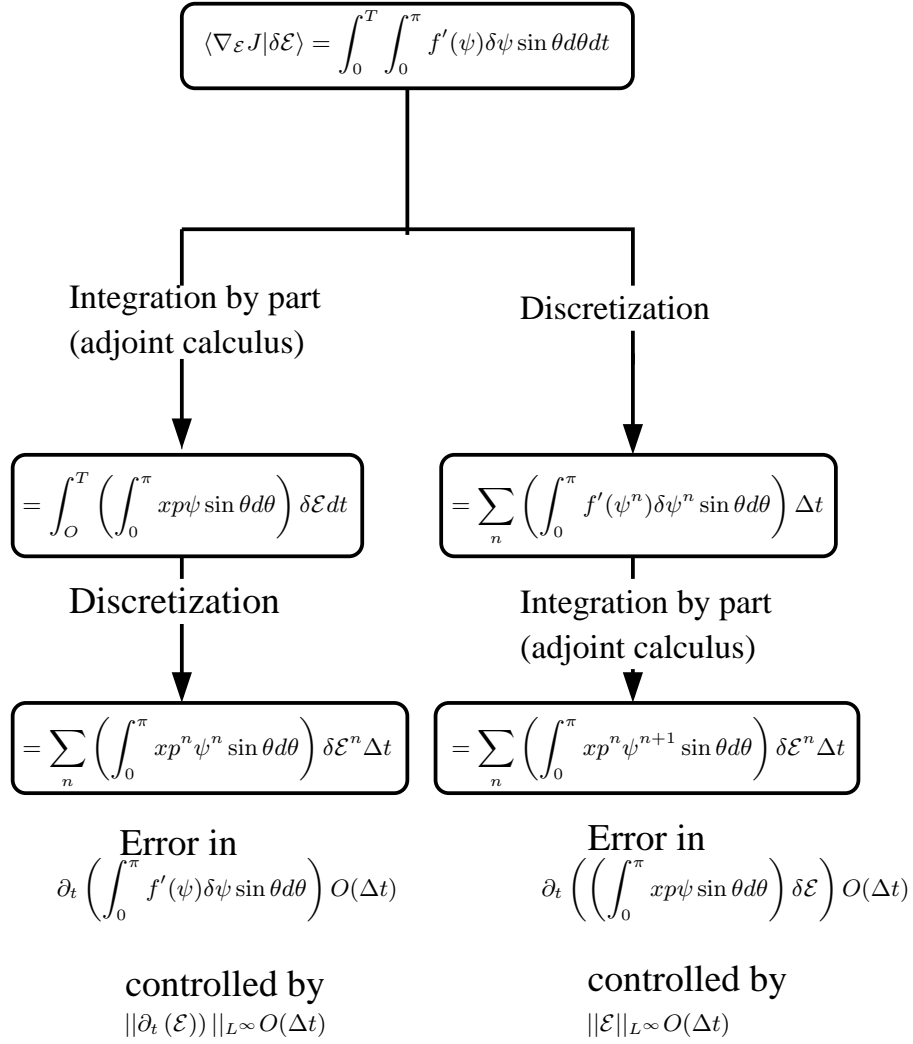 ⟨∇_ℰ J|δℰ⟩ = ∫_0^T ∫_0^π f′(ψ)δψ sin θdθdt
Integration by part
(adjoint calculus)
= ∫_O^T (∫_0^π xpψ sin θdθ) δℰdt
Discretization
= ∑_n (∫_0^π xp^n ψ^n sin θdθ) δℰ^n Δt
Error in
∂_t (∫_0^π f′(ψ)δψ sin θdθ) O(Δt)
controlled by
||∂_t (ℰ)) ||_{L^∞} O(Δt)
Discretization
= ∑_n (∫_0^π f′(ψ^n)δψ^n sin θdθ) Δt
Integration by part
(adjoint calculus)
= ∑_n (∫_0^π xp^n ψ^{n+1} sin θdθ) δℰ^n Δt
Error in
∂_t ((∫_0^π xpψ sin θdθ) δℰ) O(Δt)
controlled by
||ℰ||_{L^∞} O(Δt)